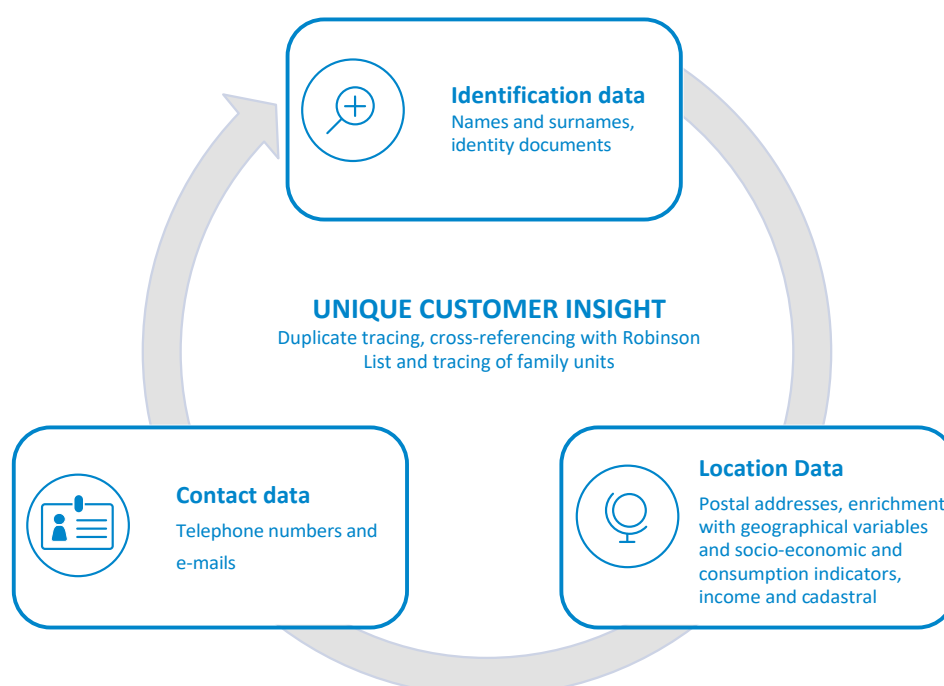 Identification data
Names and surnames,
identity documents
UNIQUE CUSTOMER INSIGHT
Duplicate tracing, cross-referencing with Robinson
List and tracing of family units
Contact data
Telephone numbers and
e-mails
Location Data
Postal addresses, enrichment
with geographical variables
and socio-economic and
consumption indicators,
income and cadastral